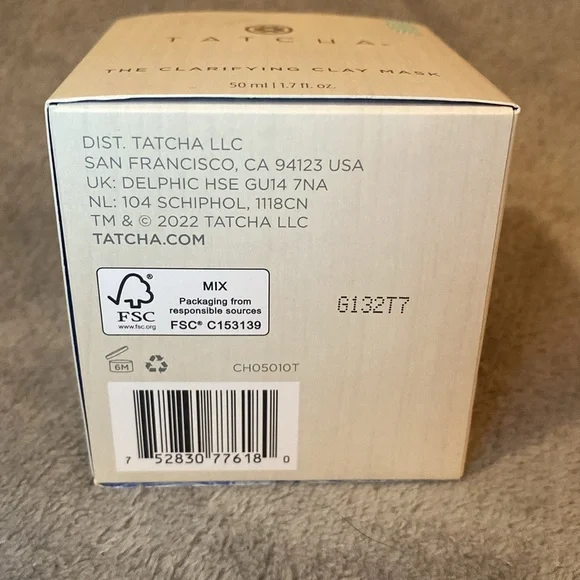 TATCHA
THE CLARIFYING CLAY MASK
50 ml | 1.7 fl. oz.
DIST. TATCHA LLC
SAN FRANCISCO, CA 94123 USA
UK: DELPHIC HSE GU14 7NA
NL: 104 SCHIPHOL, 1118CN
TM & © 2022 TATCHA LLC
TATCHA.COM
MIX
Packaging from
responsible sources
FSC® C153139
FSC
www.fsc.org
G132T7
6M
CH05010T
7 52830 77618 0